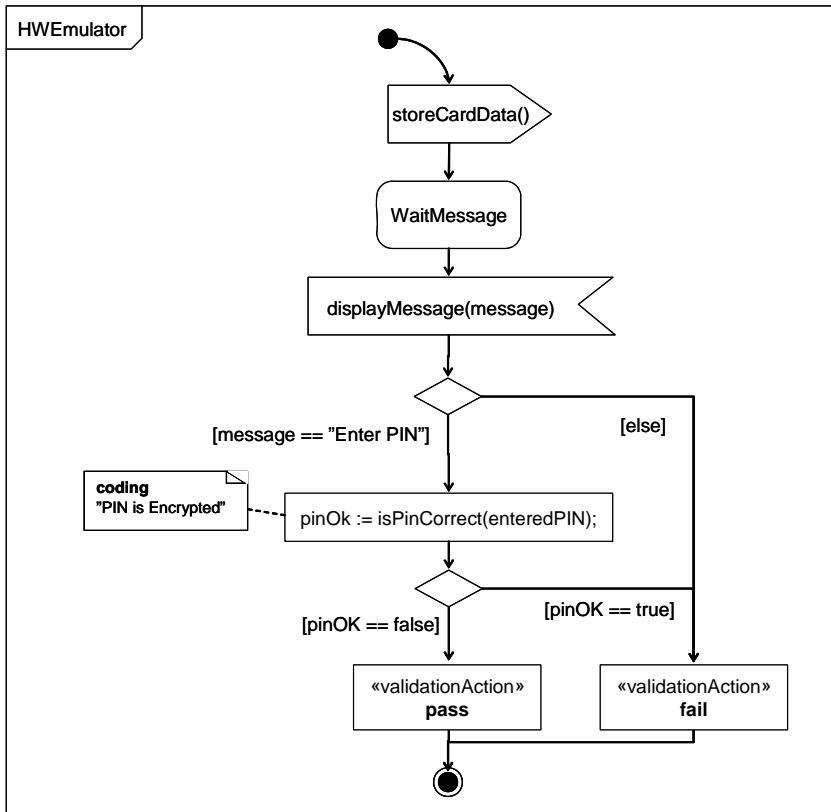 HWEmulator
storeCardData()
WaitMessage
displayMessage(message)
[message == ”Enter PIN”]
[else]
coding
”PIN is Encrypted”
pinOk := isPinCorrect(enteredPIN);
[pinOK == false]
[pinOK == true]
«validationAction»
pass
«validationAction»
fail